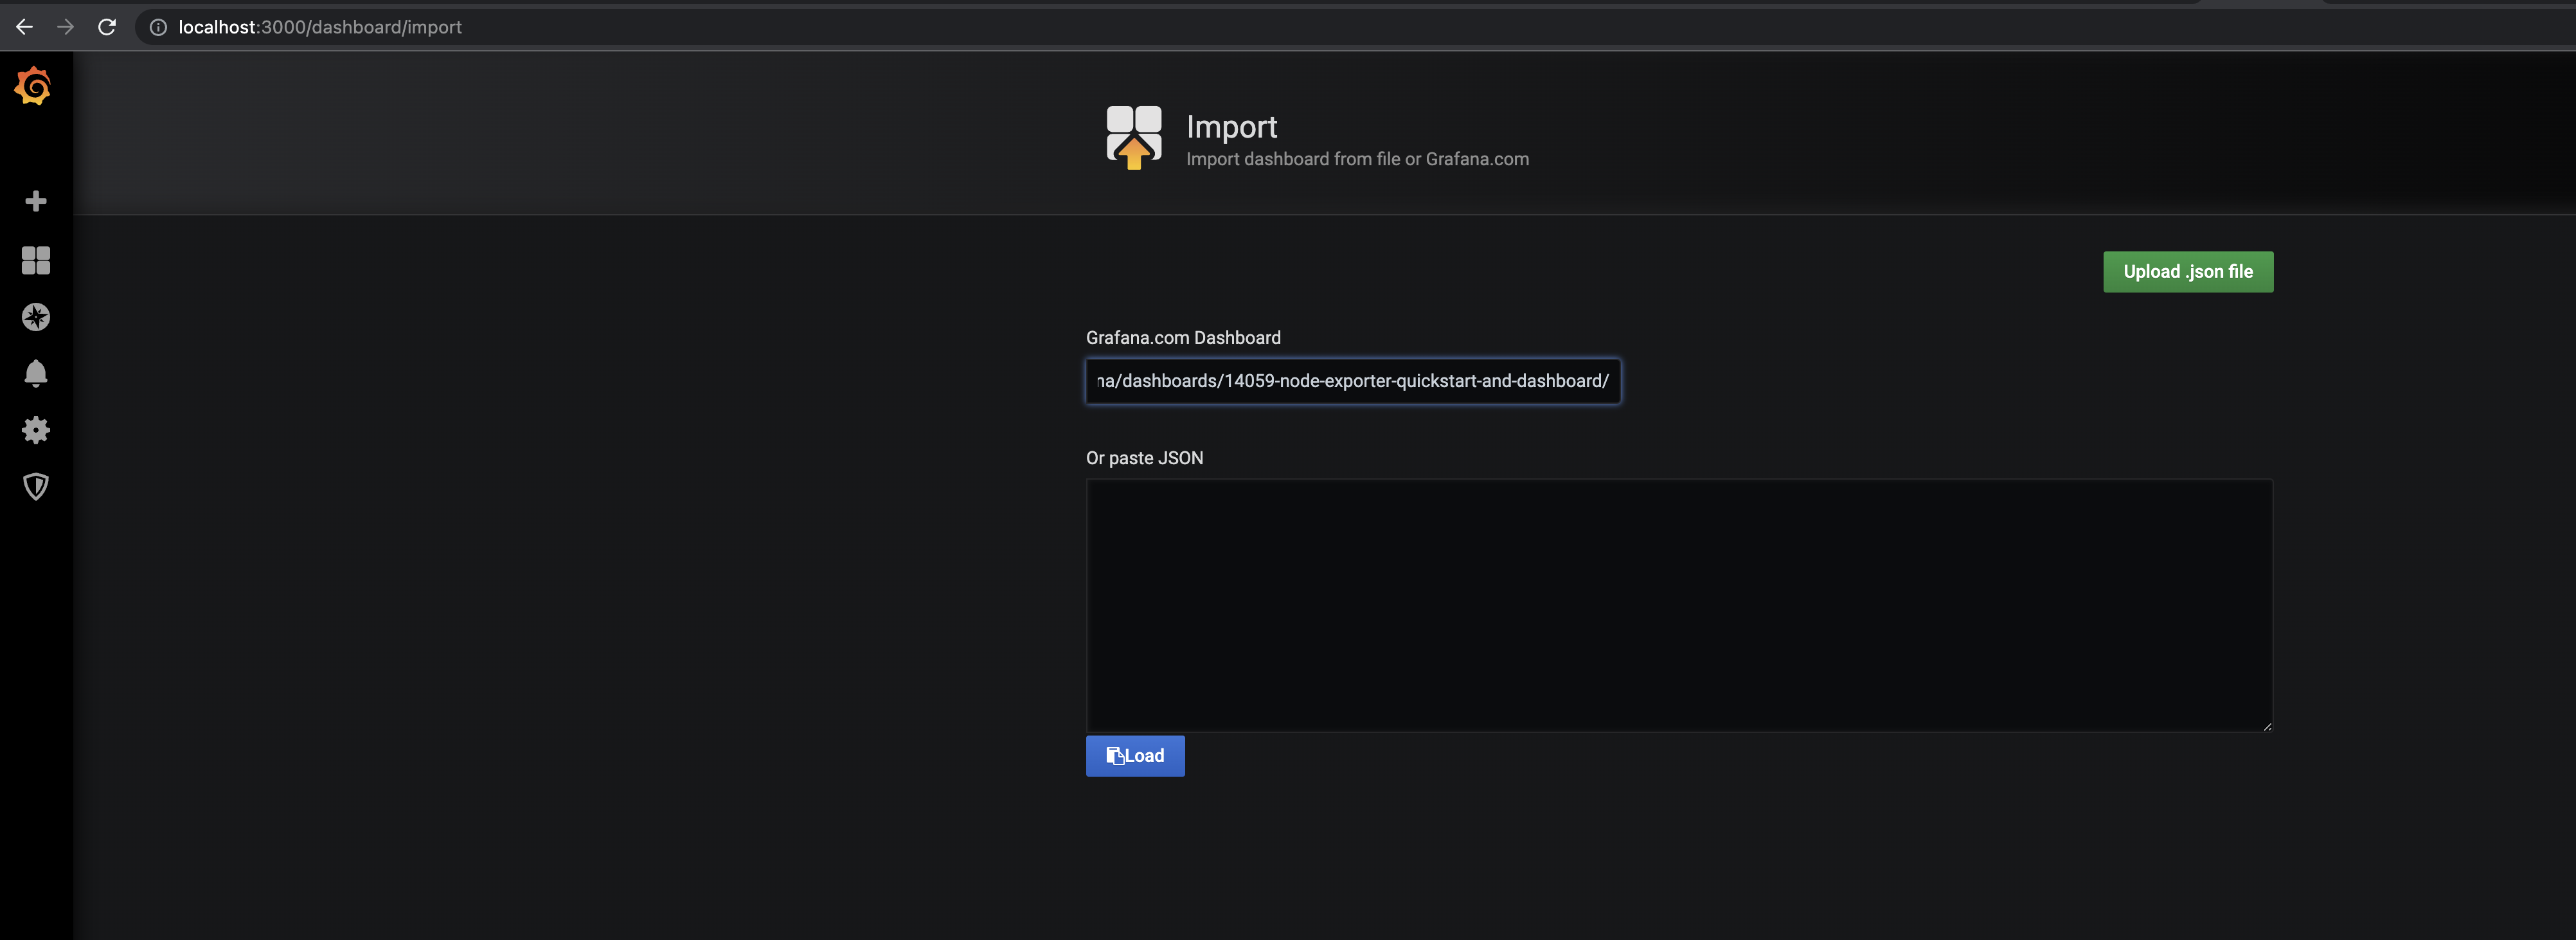 localhost:3000/dashboard/import
Import
Import dashboard from file or Grafana.com
Upload .json file
Grafana.com Dashboard
na/dashboards/14059-node-exporter-quickstart-and-dashboard/
Or paste JSON
Load